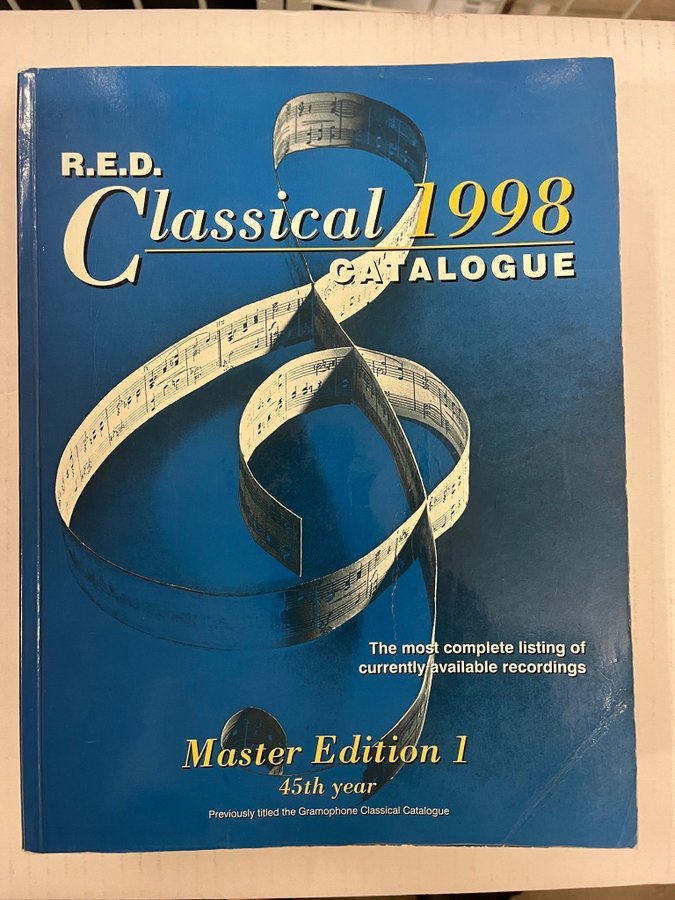 R.E.D.
Classical 1998
CATALOGUE
The most complete listing of
currently available recordings
Master Edition 1
45th year
Previously titled the Gramophone Classical Catalogue